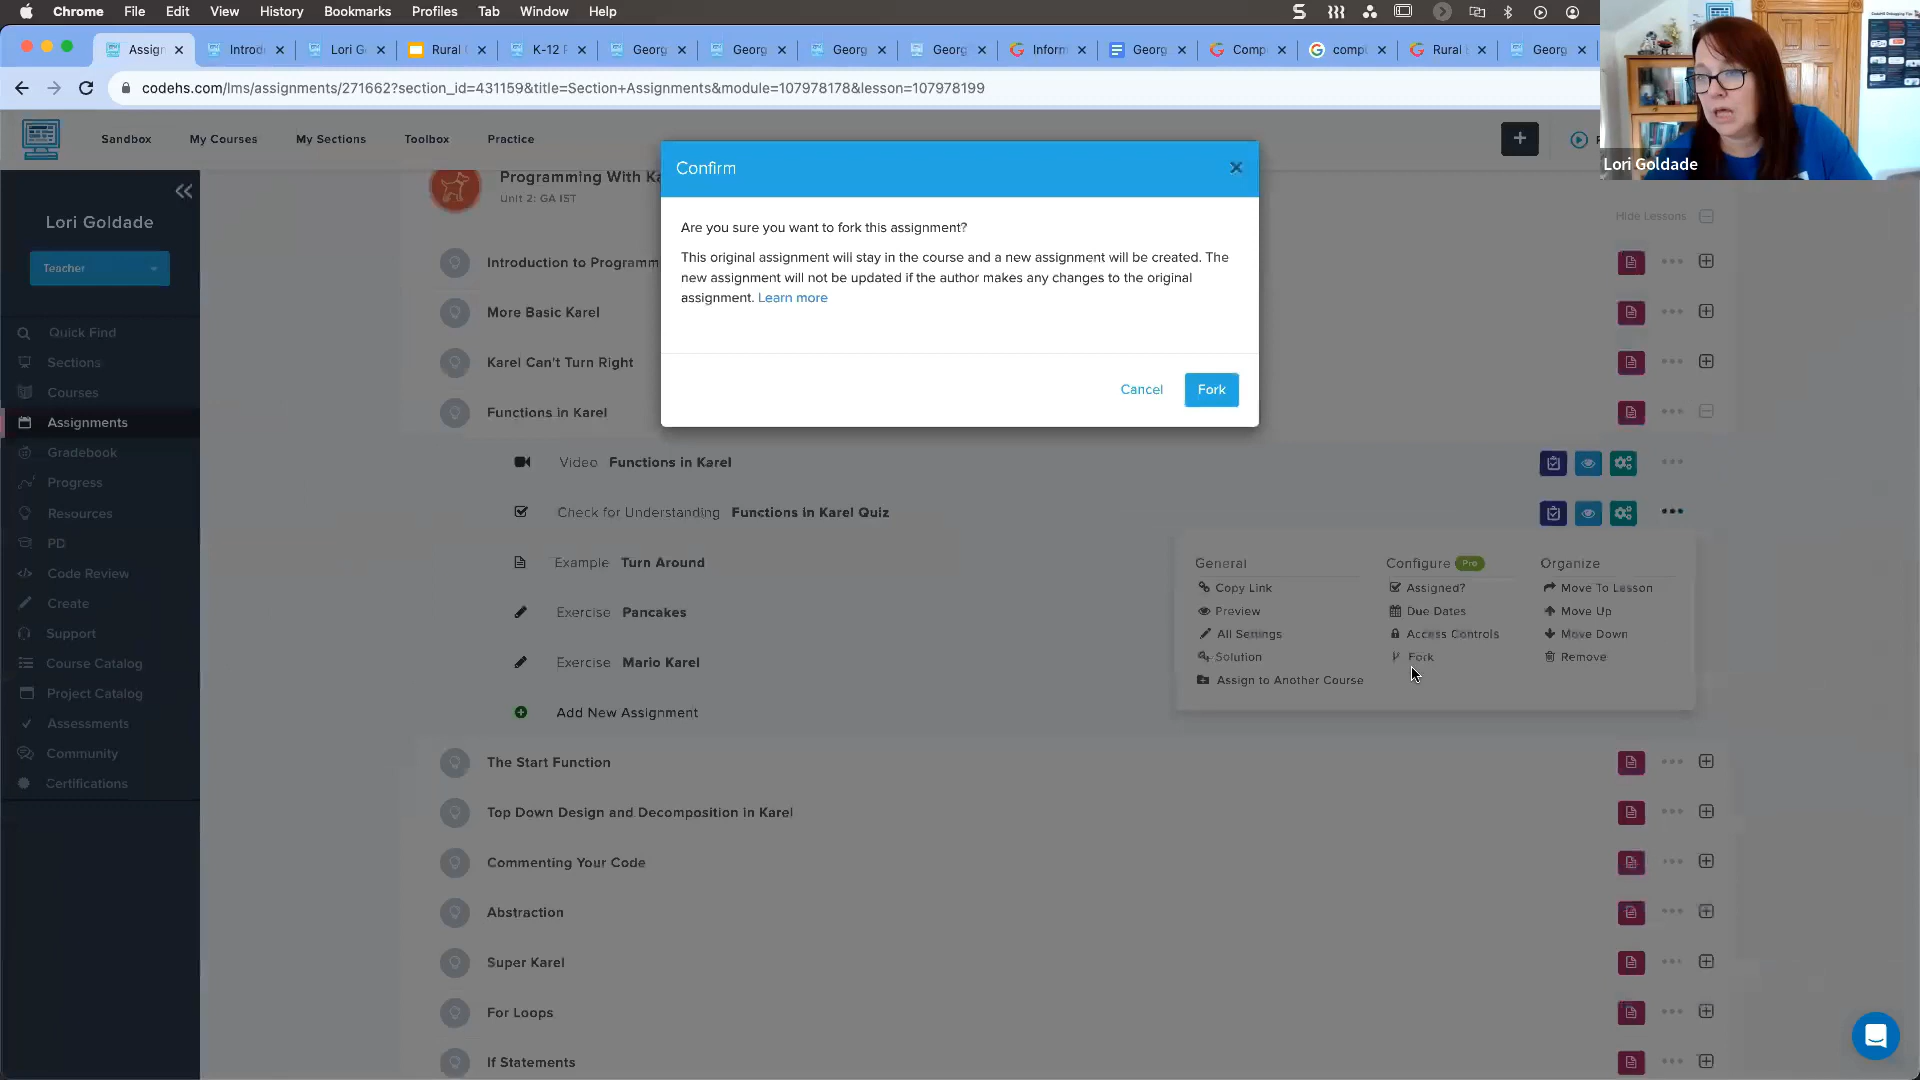 Chrome File Edit View History Bookmarks Profiles Tab Window Help
Assign Introd Lori G Rural K-12 Georg Georg Georg Georg Inform Georg Comp comp Rural Georg
codehs.com/lms/assignments/271662?section_id=431159&title=Section+Assignments&module=107978178&lesson=107978199
Sandbox My Courses My Sections Toolbox Practice
Lori Goldade
Confirm
Are you sure you want to fork this assignment?
This original assignment will stay in the course and a new assignment will be created. The
new assignment will not be updated if the author makes any changes to the original
assignment. Learn more
Cancel Fork
Lori Goldade
Teacher
Quick Find
Sections
Courses
Assignments
Gradebook
Progress
Resources
PD
Code Review
Create
Support
Course Catalog
Project Catalog
Assessments
Community
Certifications
Programming With Ka
Unit 2: GA IST
Hide Lessons
Introduction to Programm
More Basic Karel
Karel Can't Turn Right
Functions in Karel
Video Functions in Karel
Check for Understanding Functions in Karel Quiz
Example Turn Around
Exercise Pancakes
Exercise Mario Karel
Add New Assignment
General
Copy Link
Preview
All Settings
Solution
Assign to Another Course
Configure Pro
Assigned?
Due Dates
Access Controls
Fork
Organize
Move To Lesson
Move Up
Move Down
Remove
The Start Function
Top Down Design and Decomposition in Karel
Commenting Your Code
Abstraction
Super Karel
For Loops
If Statements